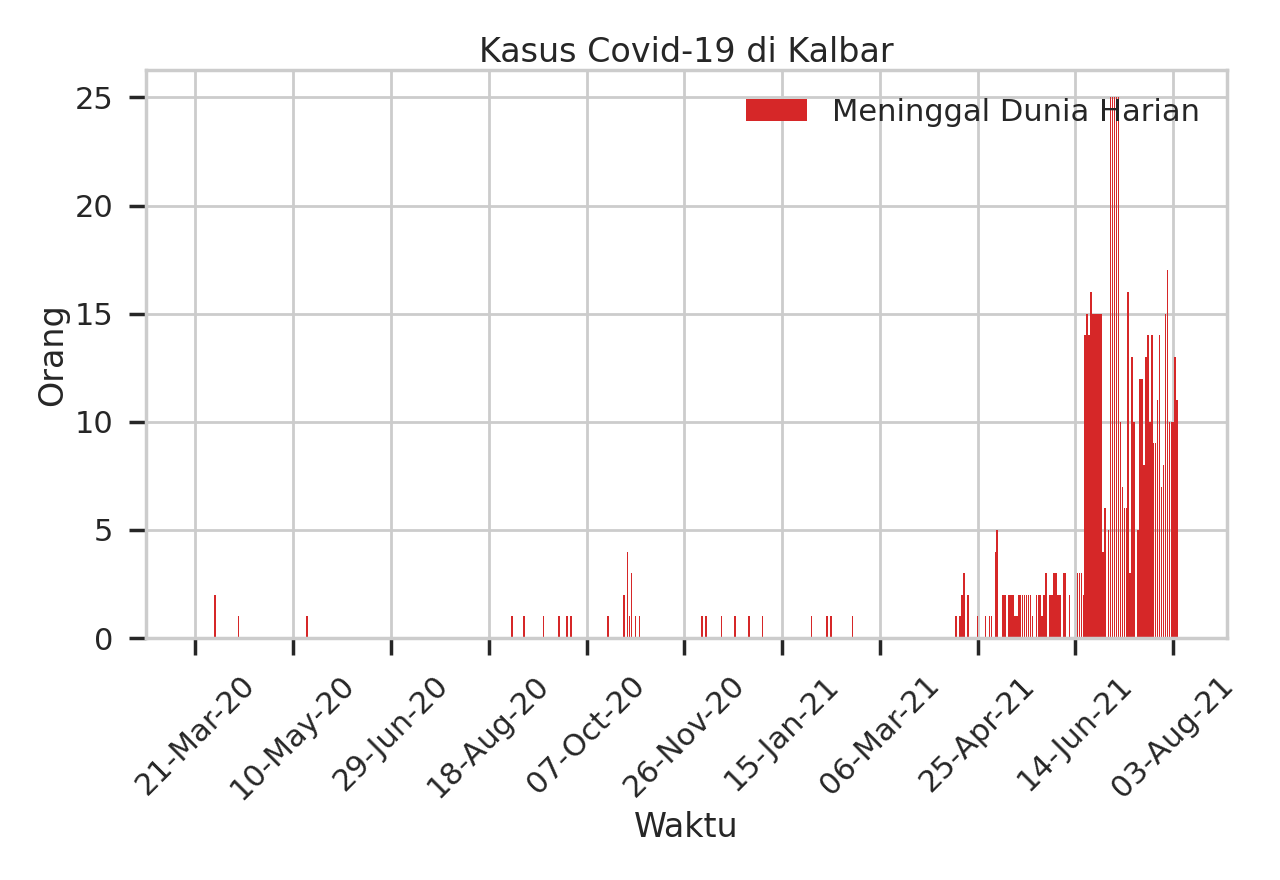 Kasus Covid-19 di Kalbar
Meninggal Dunia Harian
Orang
25
20
15
10
5
0
21-Mar-20
10-May-20
29-Jun-20
18-Aug-20
07-Oct-20
26-Nov-20
15-Jan-21
06-Mar-21
25-Apr-21
14-Jun-21
03-Aug-21
Waktu